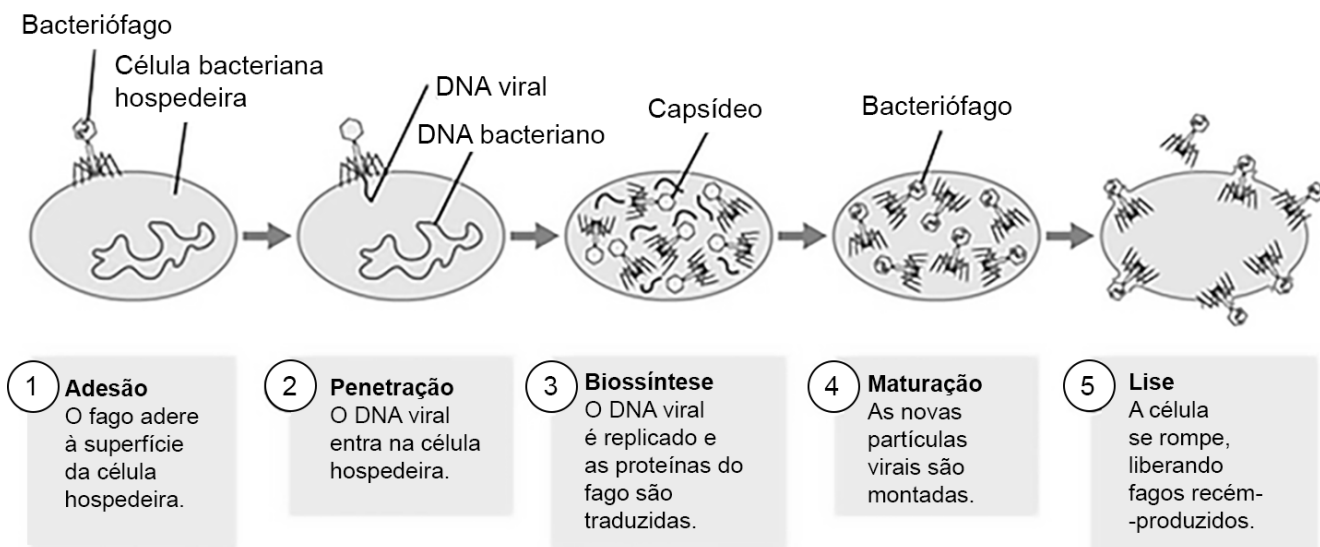 Bacteriófago
Célula bacteriana
hospedeira
DNA viral
DNA bacteriano
Capsídeo
Bacteriófago
1 Adesão
O fago adere
à superfície
da célula
hospedeira.
2 Penetração
O DNA viral
entra na célula
hospedeira.
3 Biossíntese
O DNA viral
é replicado e
as proteínas do
fago são
traduzidas.
4 Maturação
As novas
partículas
virais são
montadas.
5 Lise
A célula
se rompe,
liberando
fagos recém-
-produzidos.